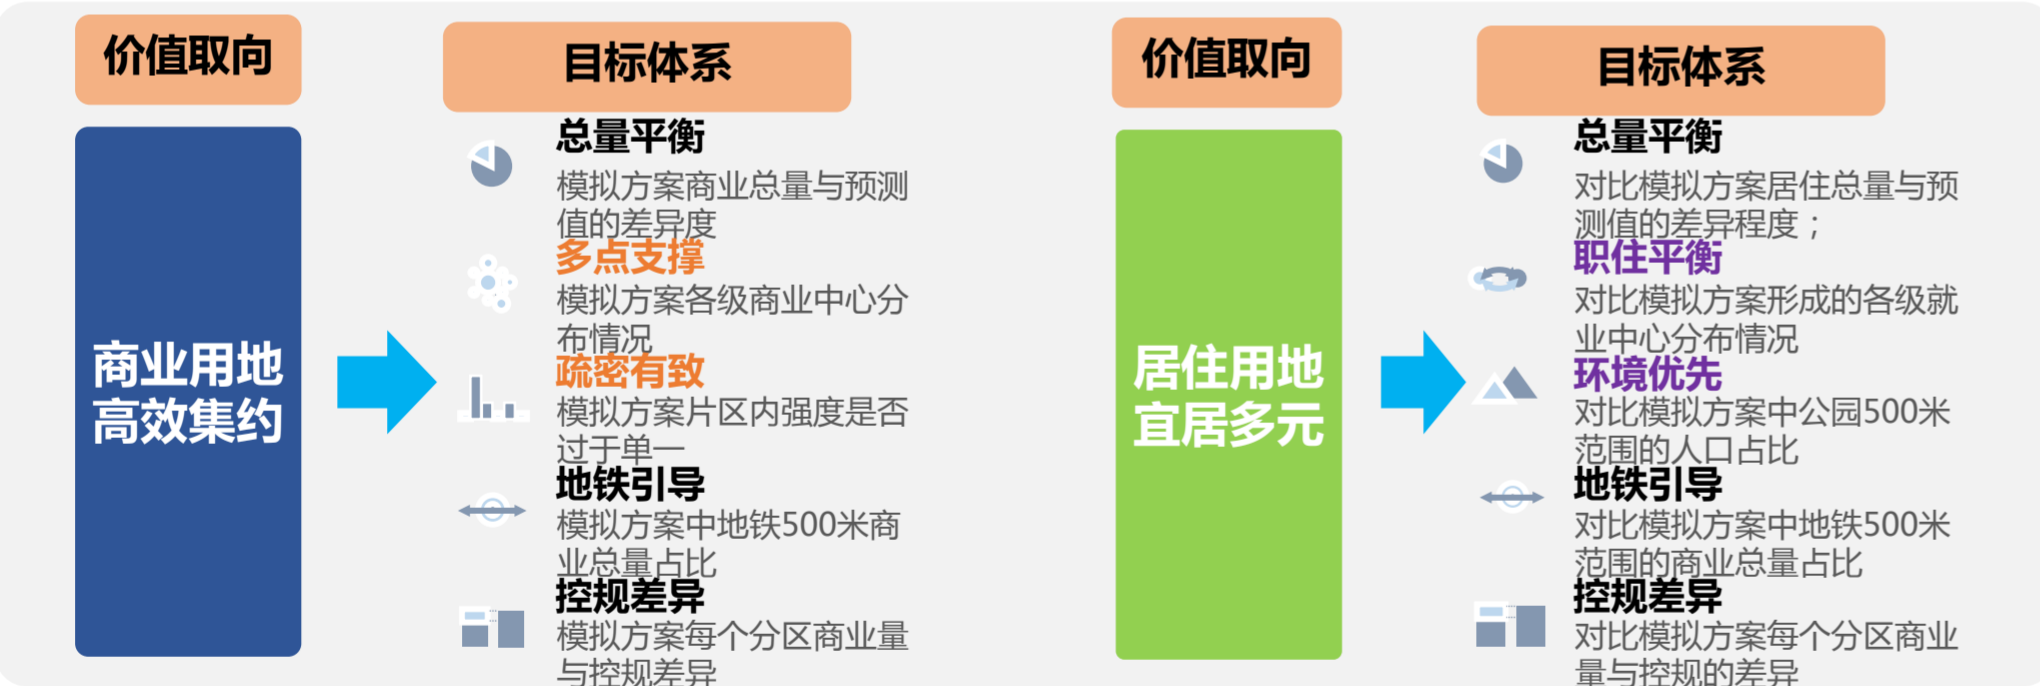 价值取向
商业用地
高效集约
目标体系
总量平衡
模拟方案商业总量与预测
值的差异度
多点支撑
模拟方案各级商业中心分
布情况
疏密有致
模拟方案片区内强度是否
过于单一
地铁引导
模拟方案中地铁500米商
业总量占比
控规差异
模拟方案每个分区商业量
与控规差异
价值取向
居住用地
宜居多元
目标体系
总量平衡
对比模拟方案居住总量与预
测值的差异程度；
职住平衡
对比模拟方案形成的各级就
业中心分布情况
环境优先
对比模拟方案中公园500米
范围的人口占比
地铁引导
对比模拟方案中地铁500米
范围的商业总量占比
控规差异
对比模拟方案每个分区商业
量与控规的差异